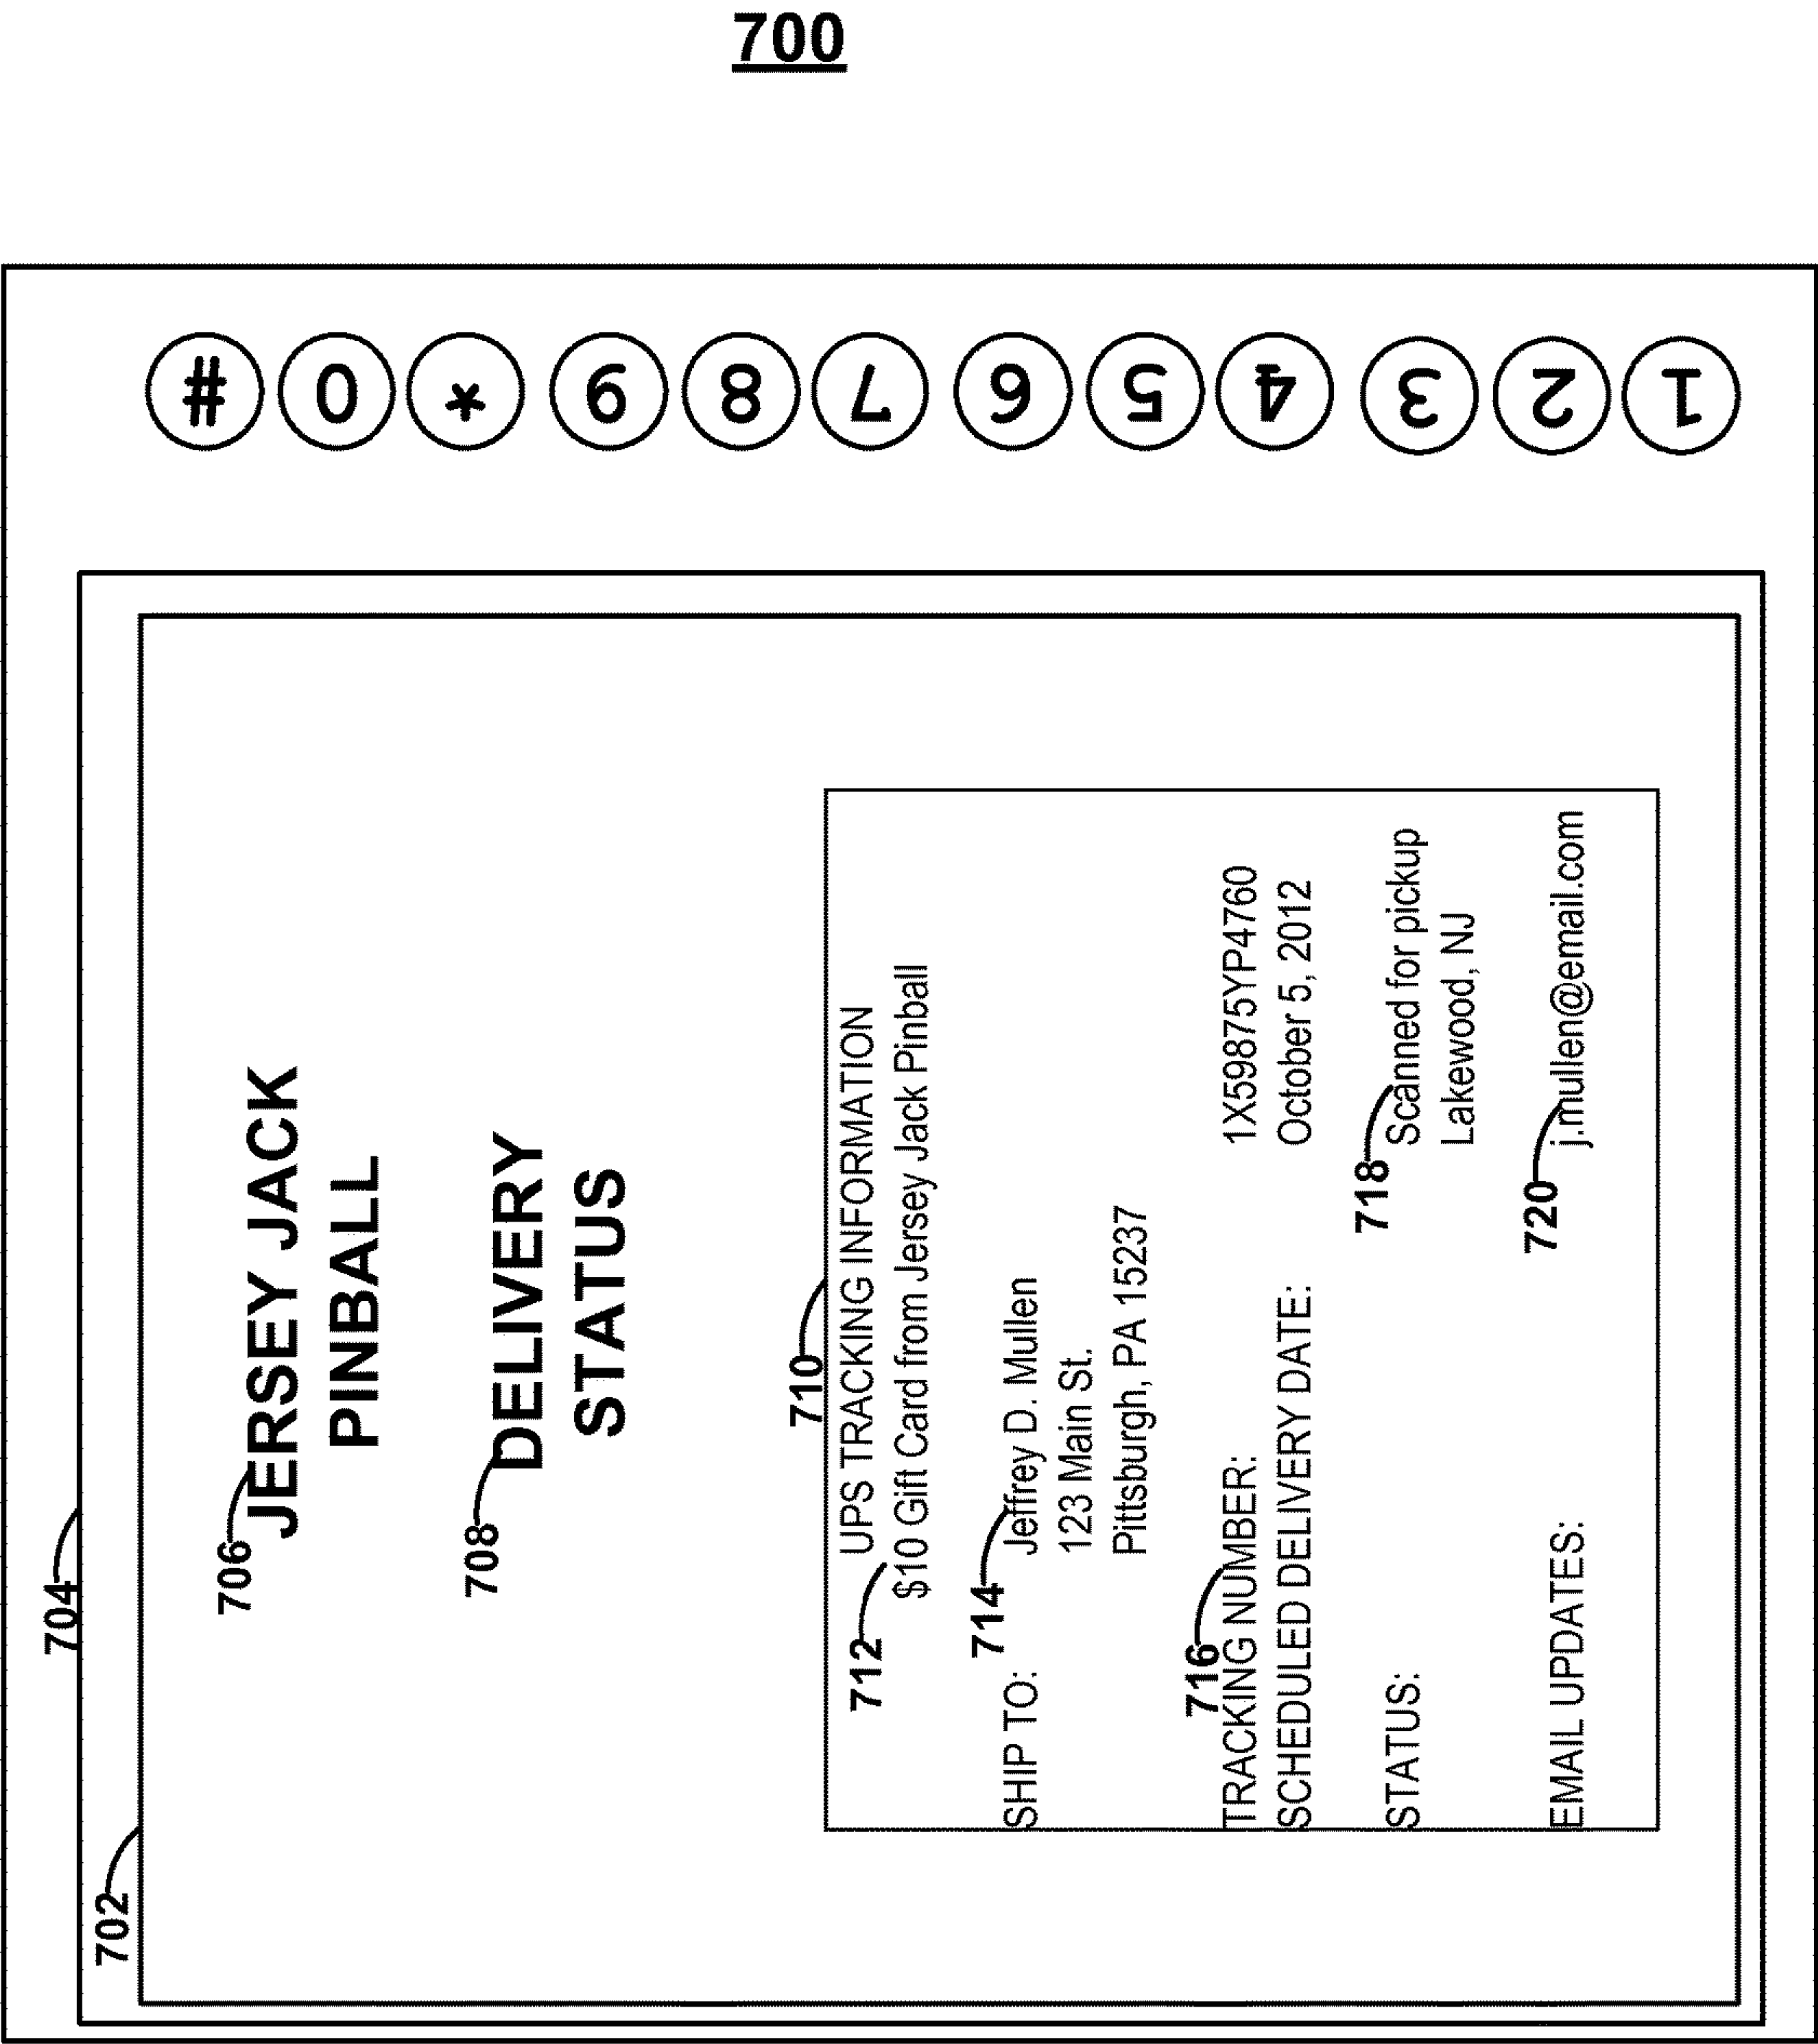 700
704
702
706
JERSEY JACK
PINBALL
708
DELIVERY
STATUS
710
UPS TRACKING INFORMATION
712
$10 Gift Card from Jersey Jack Pinball
714
SHIP TO: Jeffrey D. Mullen
123 Main St.
Pittsburgh, PA 15237
716
TRACKING NUMBER: 1X59875YP4760
SCHEDULED DELIVERY DATE: October 5, 2012
718
STATUS: Scanned for pickup
Lakewood, NJ
720
EMAIL UPDATES: j.mullen@email.com
1
2
3
4
5
6
7
8
9
*
0
#